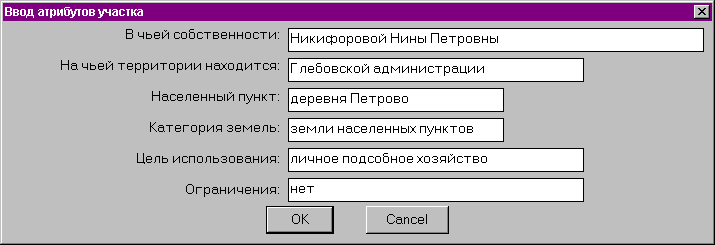 Ввод атрибутов участка
В чьей собственности: Никифоровой Нины Петровны
На чьей территории находится: Глебовской администрации
Населенный пункт: деревня Петрово
Категория земель: земли населенных пунктов
Цель использования: личное подсобное хозяйство
Ограничения: нет
OK Cancel